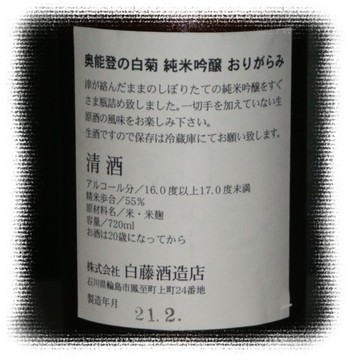 奥能登の白菊 純米吟醸 おりがらみ
滓が絡んだままのしぼりたての純米吟醸をすぐ
さま瓶詰め致しました。一切手を加えていない生
原酒の風味をお楽しみ下さい。
生酒ですので保存は冷蔵庫にてお願い致します。
清酒
アルコール分／16.0度以上17.0度未満
精米歩合／55%
原材料名／米・米麹
容量／720ml
お酒は20歳になってから
株式会社 白藤酒造店
石川県輪島市鳳至町上町24番地
製造年月 21.2.